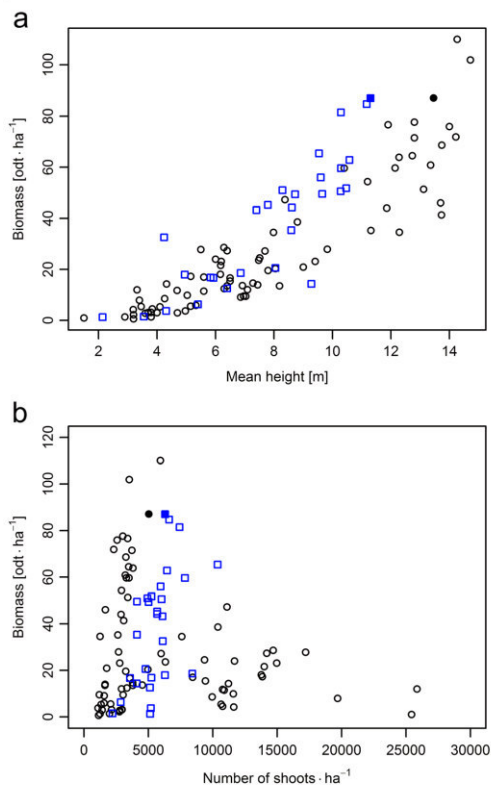 a
Biomass [odt · ha⁻¹]
0 20 40 60 80 100
2 4 6 8 10 12 14
Mean height [m]
b
Biomass [odt · ha⁻¹]
0 20 40 60 80 100 120
0 5000 10000 15000 20000 25000 30000
Number of shoots · ha⁻¹